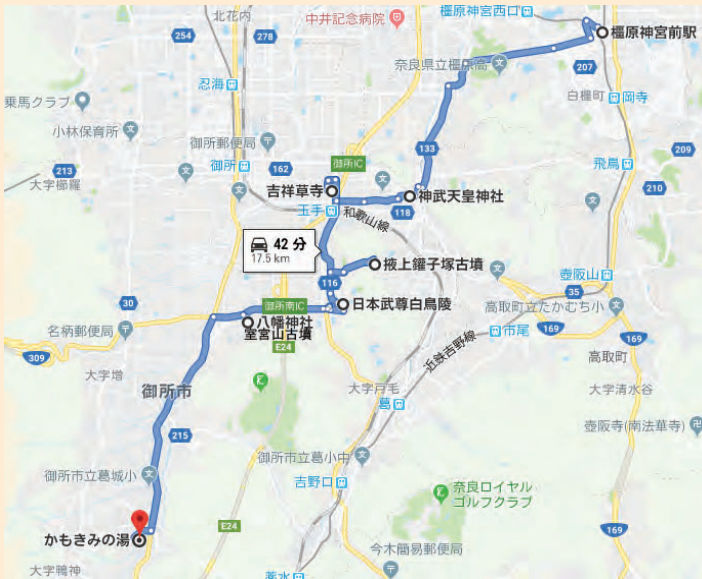 北花内
中井記念病院
橿原神宮西口
橿原神宮前駅
254
278
奈良県立橿原高
207
忍海
白橿町
岡寺
乗馬クラブ
小林保育所
御所郵便局
133
209
飛鳥
213
162
御所IC
御所
大字櫛羅
吉祥草寺
神武天皇神社
210
118
玉手
和歌山線
42 分
17.5 km
掖上鑵子塚古墳
壺阪山
116
35
30
御所南IC
日本武尊白鳥陵
高取町立たかむち小
八幡神社
室宮山古墳
名柄郵便局
169
市尾
169
E24
近鉄吉野線
309
高取町
大字増
御所市
大字戸毛
大字清水谷
葛
215
壺阪寺(南法華寺)
御所市立葛小中
御所市立葛城小
吉野口
奈良ロイヤル
ゴルフクラブ
E24
169
かもきみの湯
今木簡易郵便局
大字鴨神
薬水